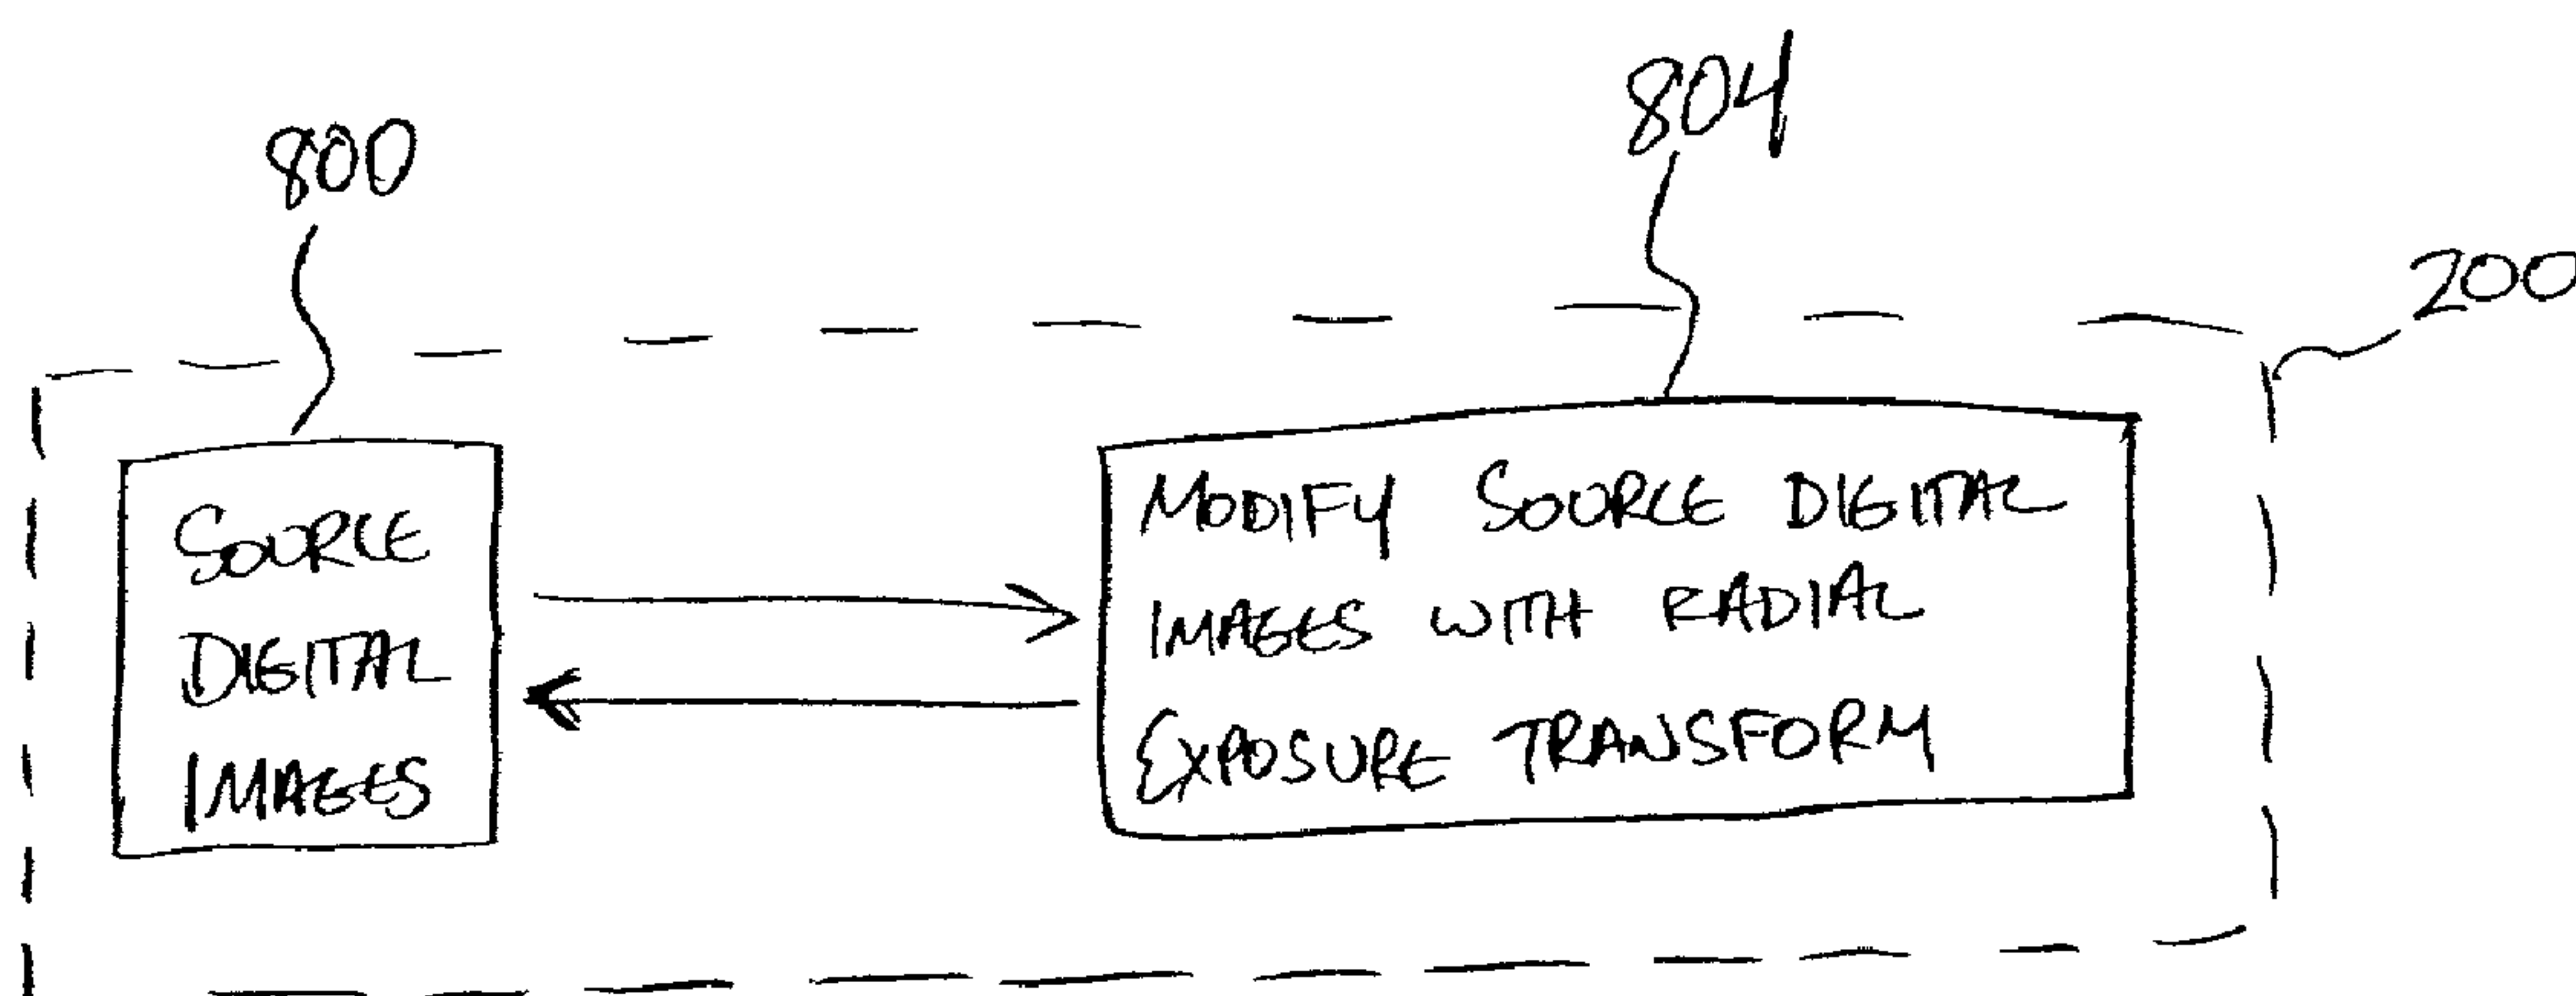 800
804
200
SOURCE
DIGITAL
IMAGES
MODIFY SOURCE DIGITAL
IMAGES WITH RADIAL
EXPOSURE TRANSFORM